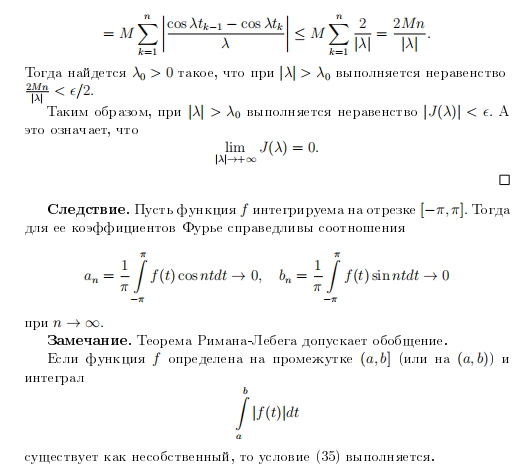 $$= M \sum_{k=1}^{n} \left| \frac{\cos \lambda t_{k-1} - \cos \lambda t_k}{\lambda} \right| \leq M \sum_{k=1}^{n} \frac{2}{|\lambda|} = \frac{2Mn}{|\lambda|}.$$
Тогда найдется $\lambda_0 > 0$ такое, что при $|\lambda| > \lambda_0$ выполняется неравенство
$\frac{2Mn}{|\lambda|} < \epsilon/2.$
Таким образом, при $|\lambda| > \lambda_0$ выполняется неравенство $|J(\lambda)| < \epsilon$. А
это означает, что
$$\lim_{|\lambda| \to +\infty} J(\lambda) = 0.$$
□
Следствие. Пусть функция $f$ интегрируема на отрезке $[-\pi, \pi]$. Тогда
для ее коэффициентов Фурье справедливы соотношения
$$a_n = \frac{1}{\pi} \int_{-\pi}^{\pi} f(t) \cos ntdt \to 0, \quad b_n = \frac{1}{\pi} \int_{-\pi}^{\pi} f(t) \sin ntdt \to 0$$
при $n \to \infty$.
Замечание. Теорема Римана-Лебега допускает обобщение.
Если функция $f$ определена на промежутке $(a, b]$ (или на $(a, b)$) и
интеграл
$$\int_{a}^{b} |f(t)|dt$$
существует как несобственный, то условие (35) выполняется.